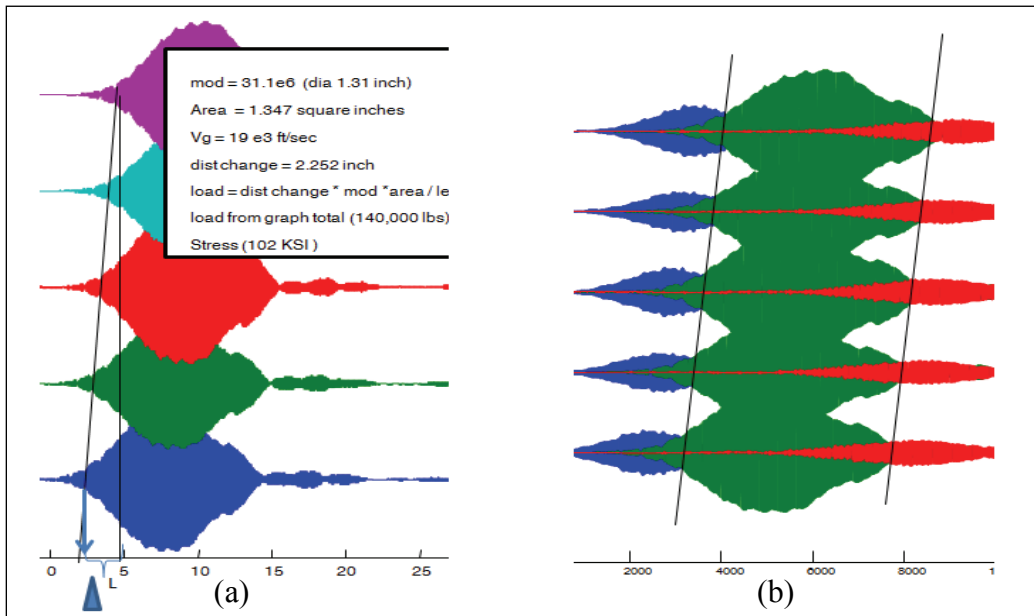 mod = 31.1e6 (dia 1.31 inch)
Area = 1.347 square inches
Vg = 19 e3 ft/sec
dist change = 2.252 inch
load = dist change * mod *area / le
load from graph total (140,000 lbs)
Stress (102 KSI )
0 5 10 15 20 25
L
(a)
2000 4000 6000 8000 1
(b)